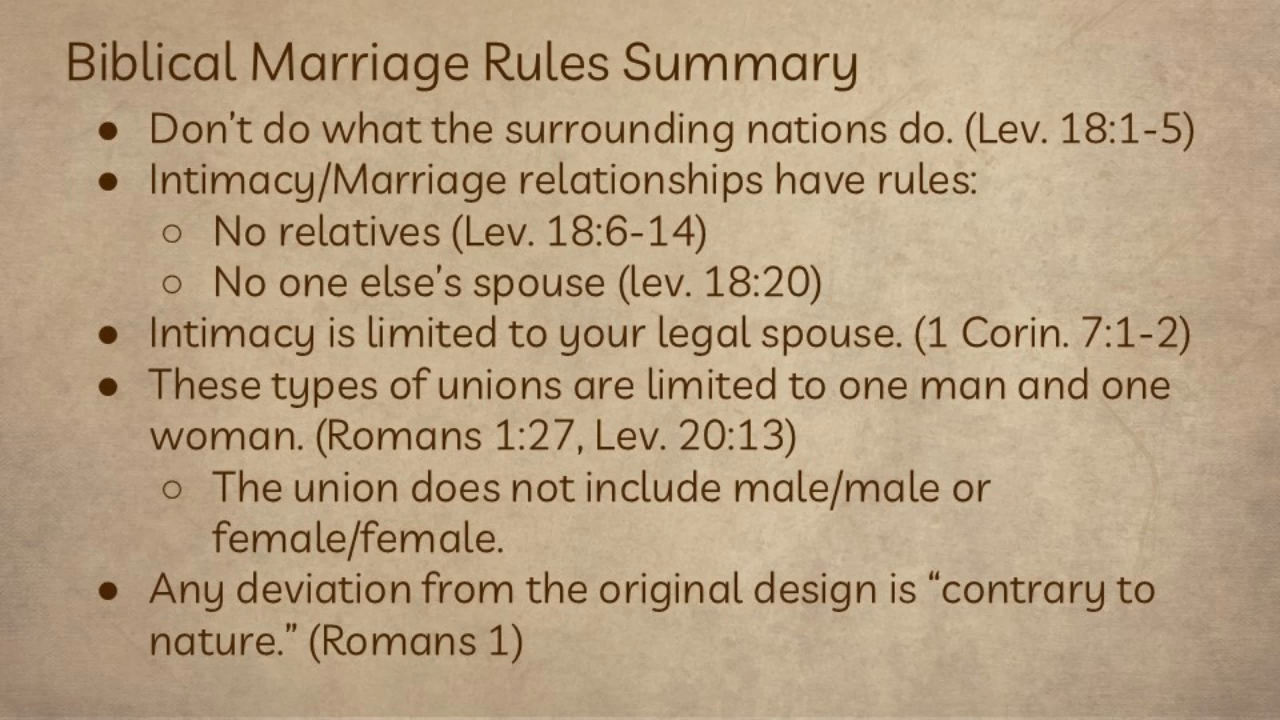 Biblical Marriage Rules Summary
● Don't do what the surrounding nations do. (Lev. 18:1-5)
● Intimacy/Marriage relationships have rules:
○ No relatives (Lev. 18:6-14)
○ No one else's spouse (lev. 18:20)
● Intimacy is limited to your legal spouse. (1 Corin. 7:1-2)
● These types of unions are limited to one man and one
woman. (Romans 1:27, Lev. 20:13)
○ The union does not include male/male or
female/female.
● Any deviation from the original design is “contrary to
nature.” (Romans 1)